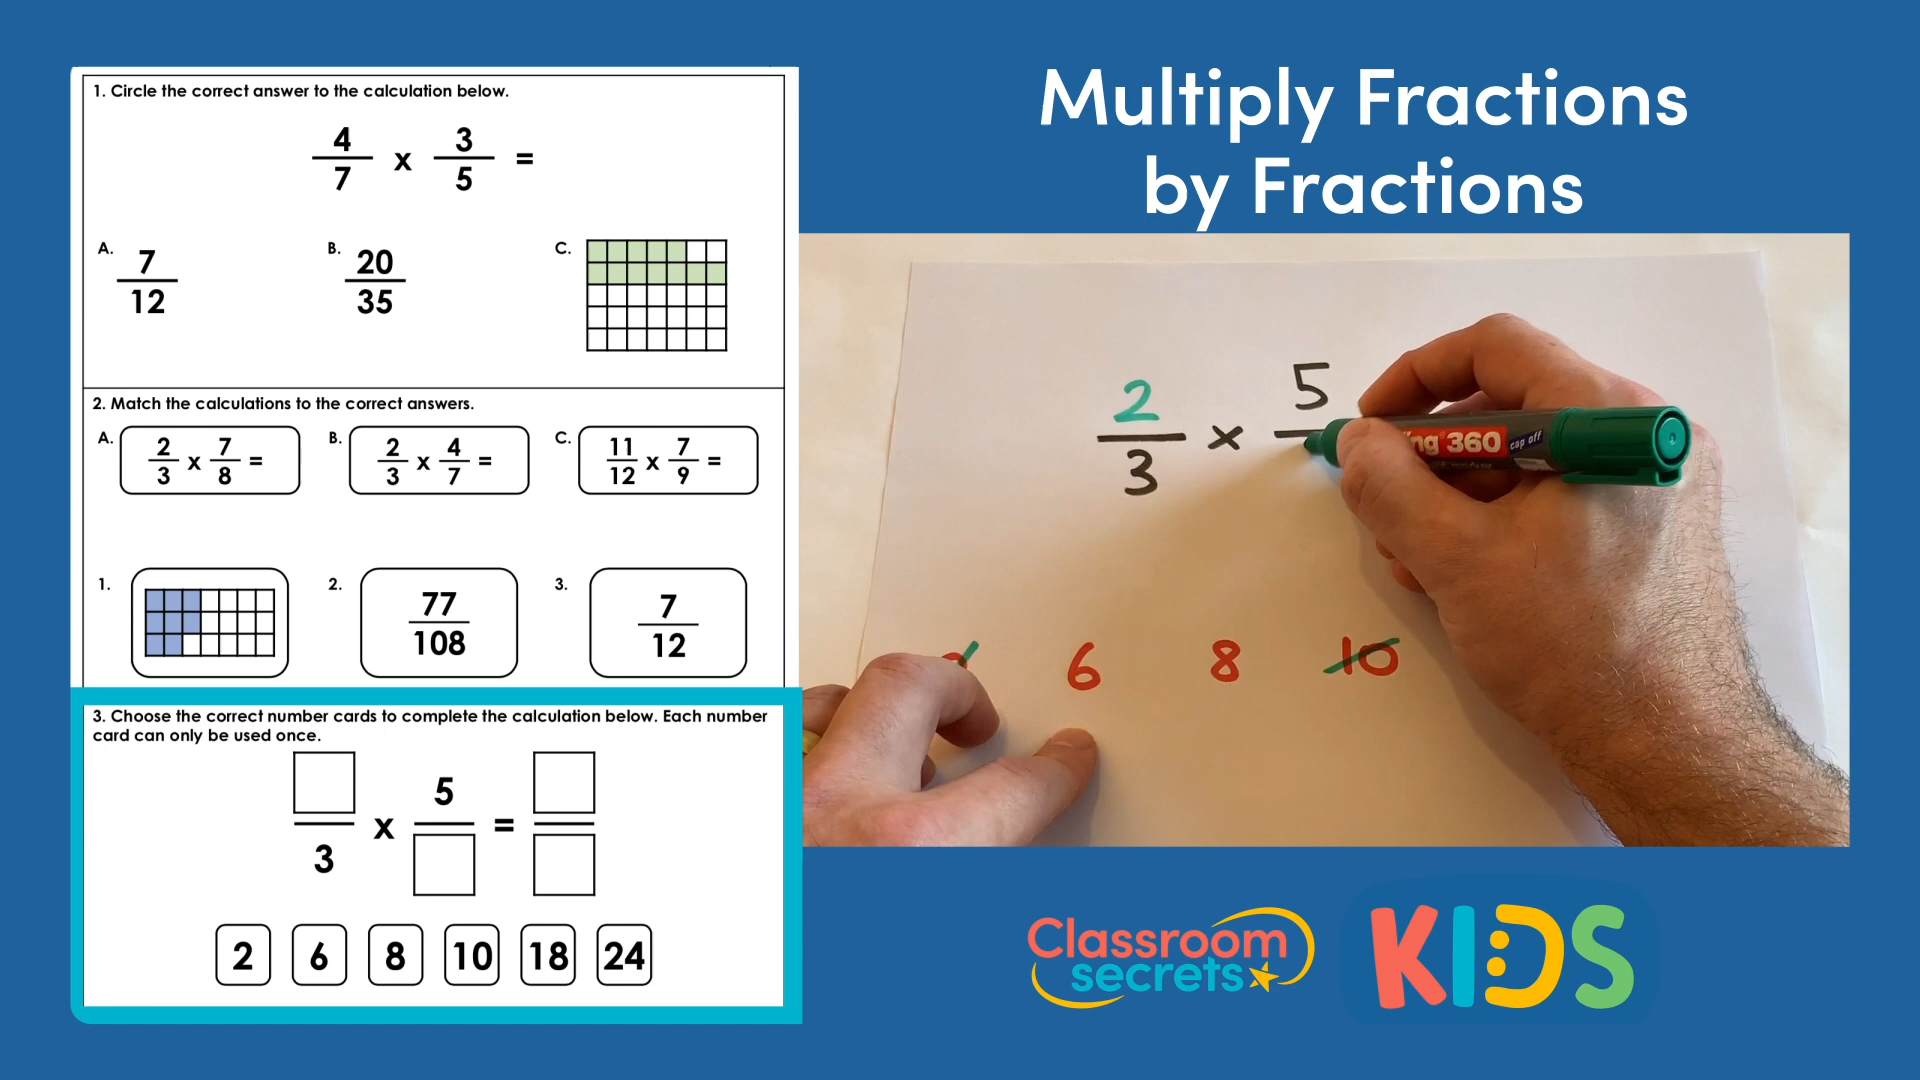 1. Circle the correct answer to the calculation below.
4/7 x 3/5 =
A. 7/12
B. 20/35
C.
2. Match the calculations to the correct answers.
A. 2/3 x 7/8 =
B. 2/3 x 4/7 =
C. 11/12 x 7/9 =
1.
2. 77/108
3. 7/12
3. Choose the correct number cards to complete the calculation below. Each number
card can only be used once.
3 x 5 =
2 6 8 10 18 24
Multiply Fractions
by Fractions
2/3 x 5
360 cap off
6 8 10
Classroom
secrets
KIDS